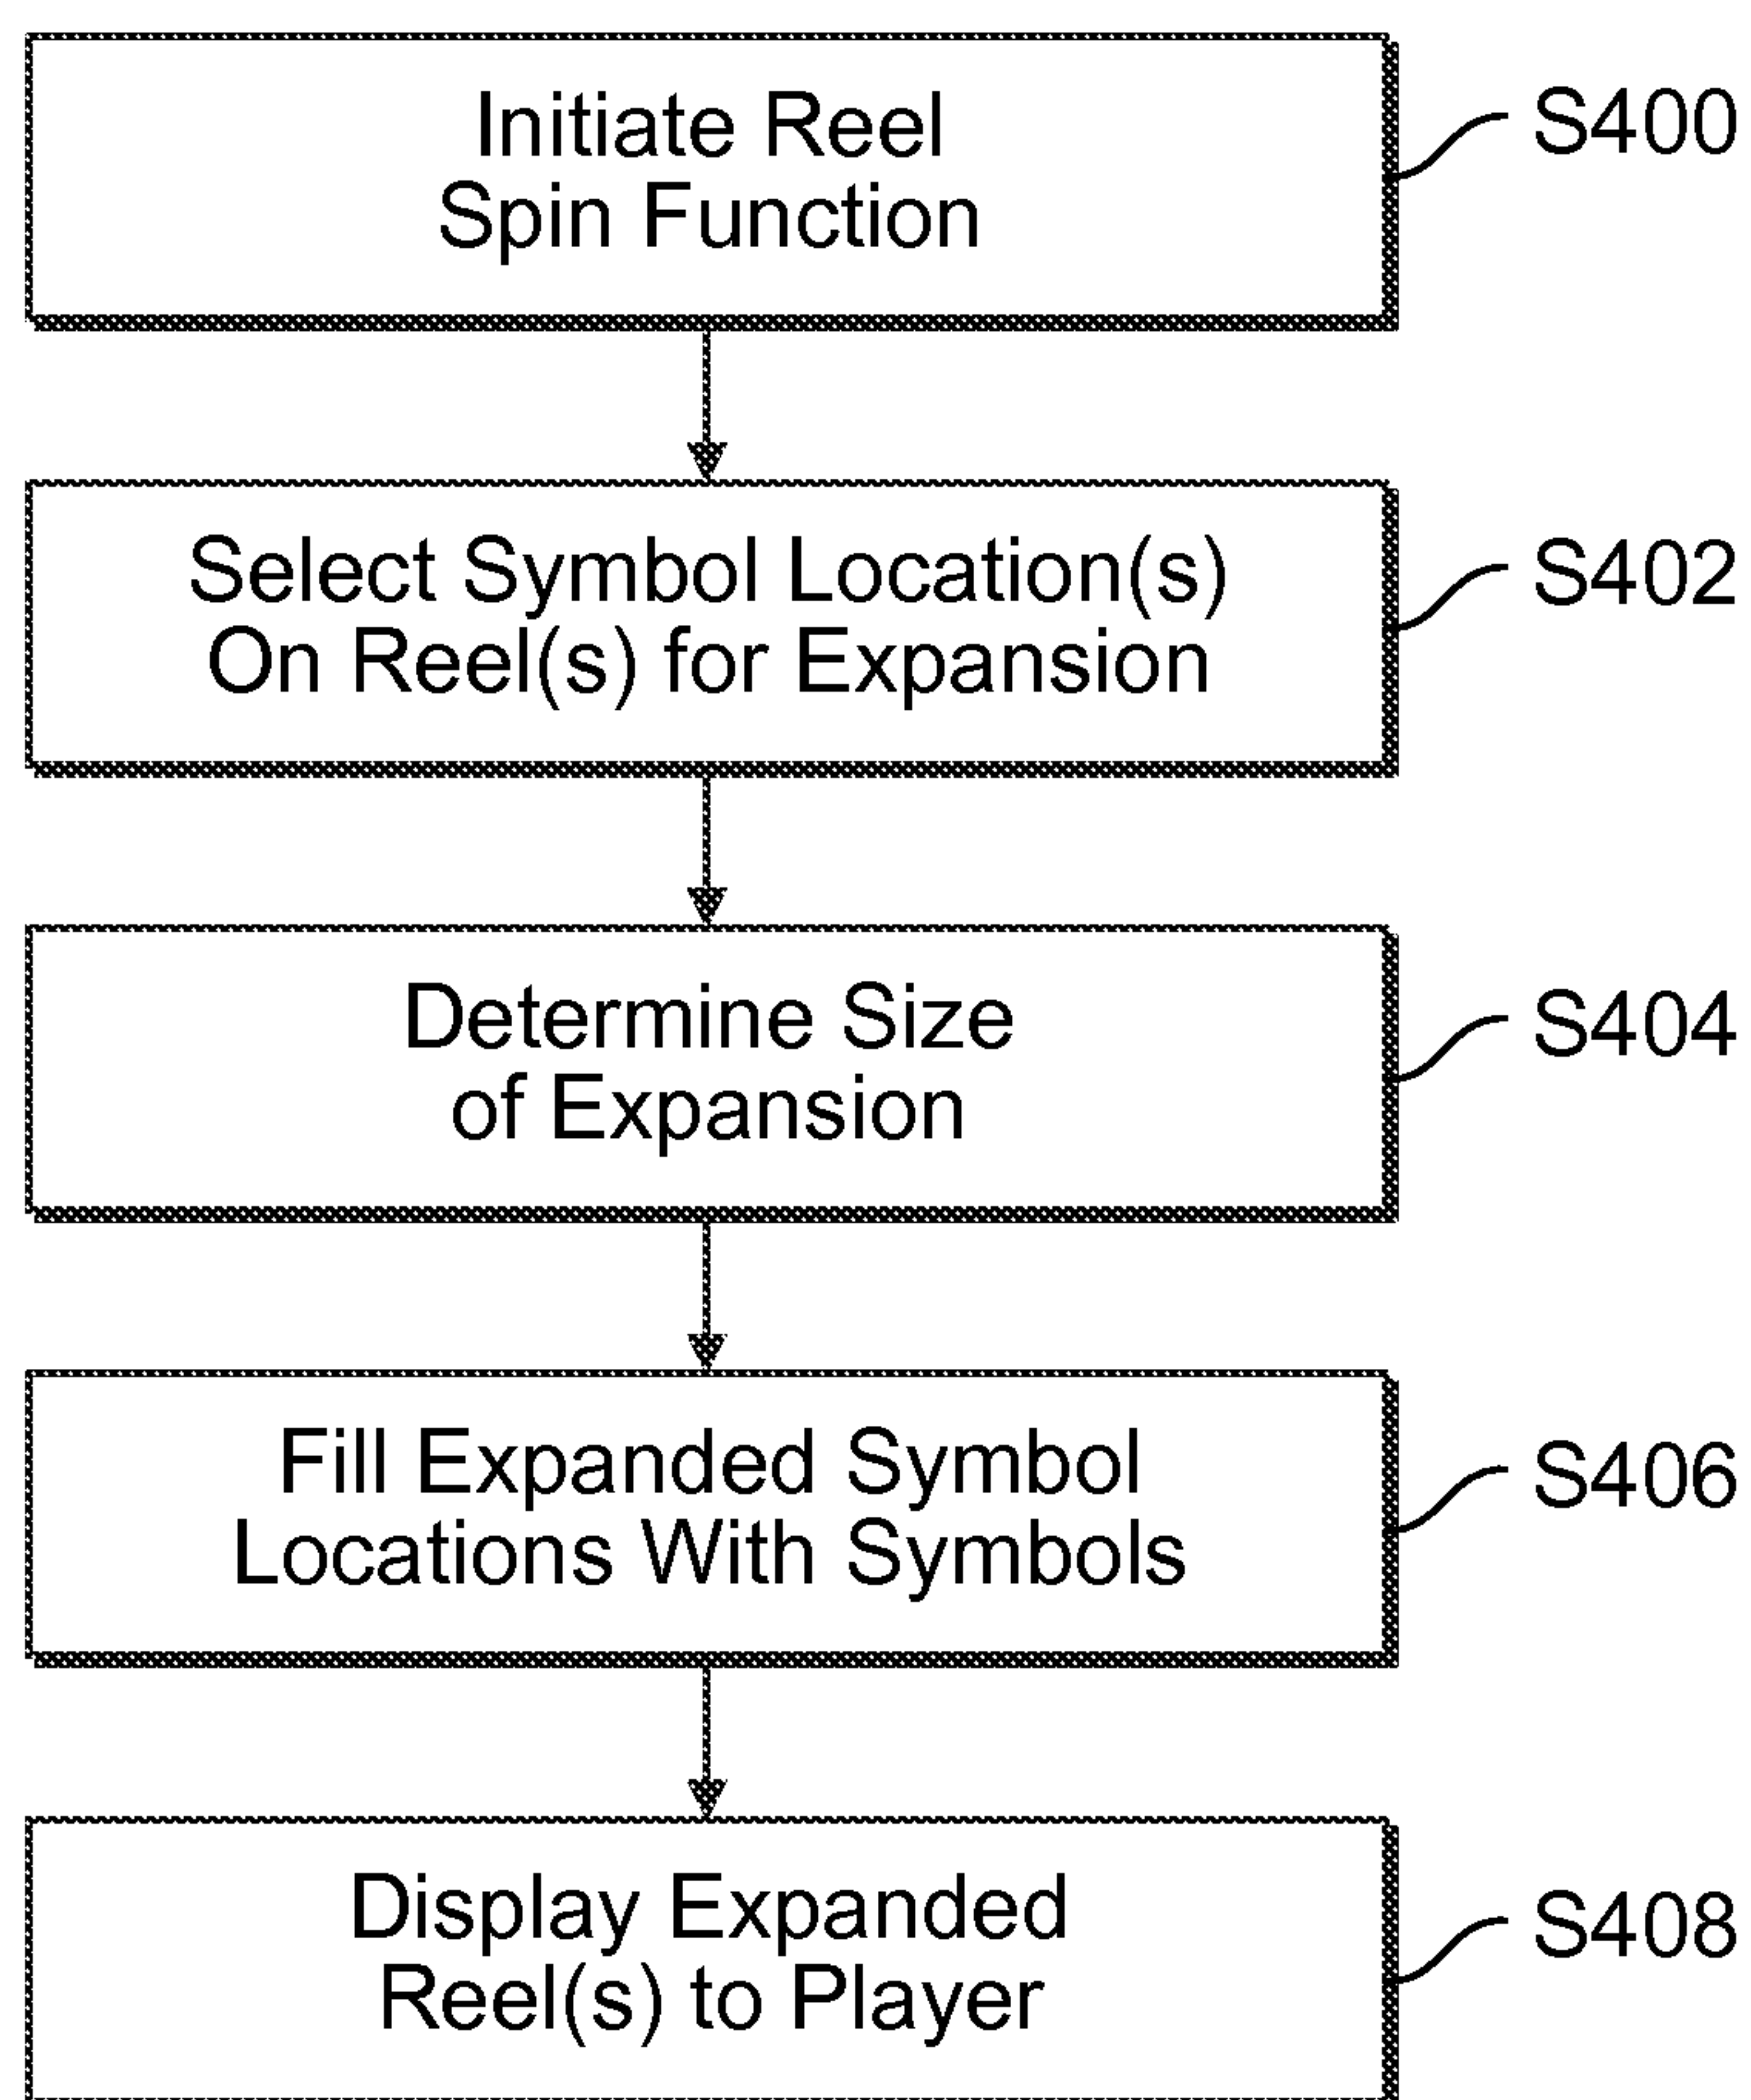 Initiate Reel
Spin Function
S400
Select Symbol Location(s)
On Reel(s) for Expansion
S402
Determine Size
of Expansion
S404
Fill Expanded Symbol
Locations With Symbols
S406
Display Expanded
Reel(s) to Player
S408